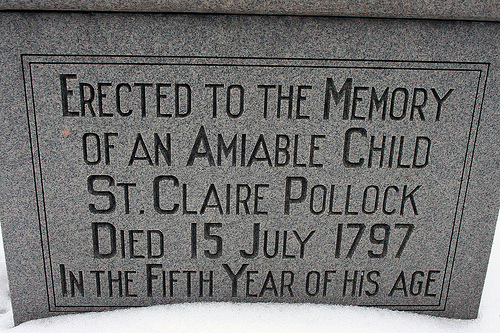 Erected to the Memory
of an Amiable Child
St. Claire Pollock
Died 15 July 1797
In the Fifth Year of his age